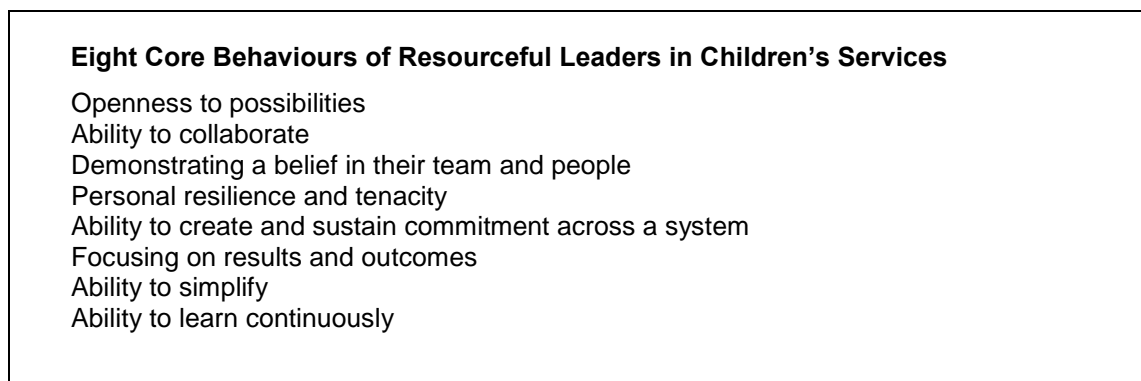 Eight Core Behaviours of Resourceful Leaders in Children’s Services
Openness to possibilities
Ability to collaborate
Demonstrating a belief in their team and people
Personal resilience and tenacity
Ability to create and sustain commitment across a system
Focusing on results and outcomes
Ability to simplify
Ability to learn continuously